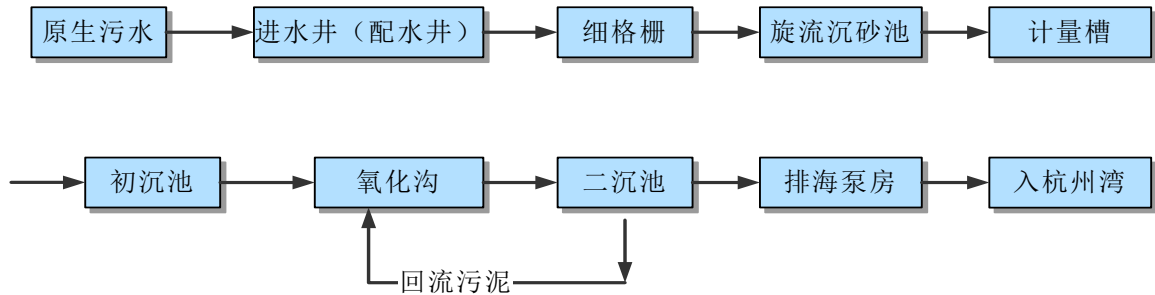 原生污水
进水井（配水井）
细格栅
旋流沉砂池
计量槽
初沉池
氧化沟
二沉池
排海泵房
入杭州湾
回流污泥